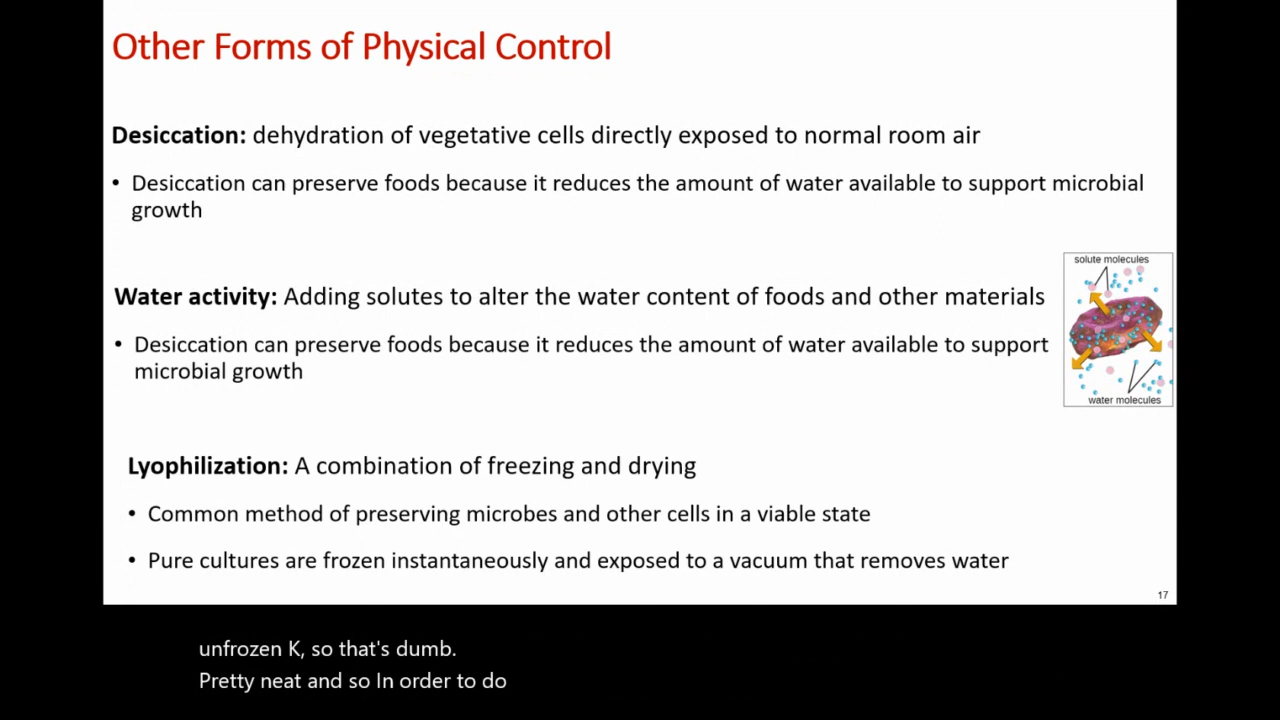 Other Forms of Physical Control
Desiccation: dehydration of vegetative cells directly exposed to normal room air
• Desiccation can preserve foods because it reduces the amount of water available to support microbial
growth
solute molecules
Water activity: Adding solutes to alter the water content of foods and other materials
• Desiccation can preserve foods because it reduces the amount of water available to support
microbial growth
water molecules
Lyophilization: A combination of freezing and drying
• Common method of preserving microbes and other cells in a viable state
• Pure cultures are frozen instantaneously and exposed to a vacuum that removes water
17
unfrozen K, so that's dumb.
Pretty neat and so In order to do